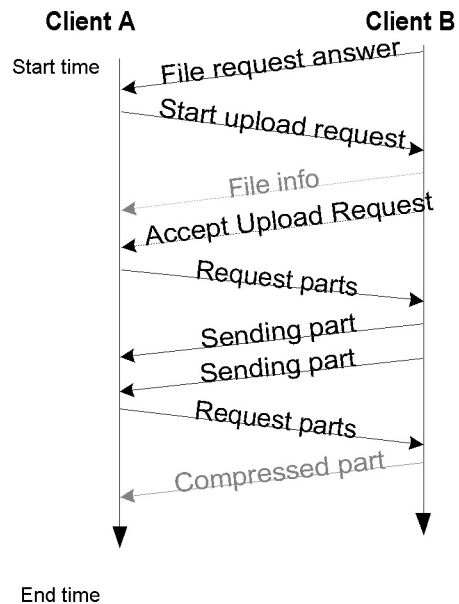 Client A
Client B
Start time
File request answer
Start upload request
File info
Accept Upload Request
Request parts
Sending part
Sending part
Request parts
Compressed part
End time